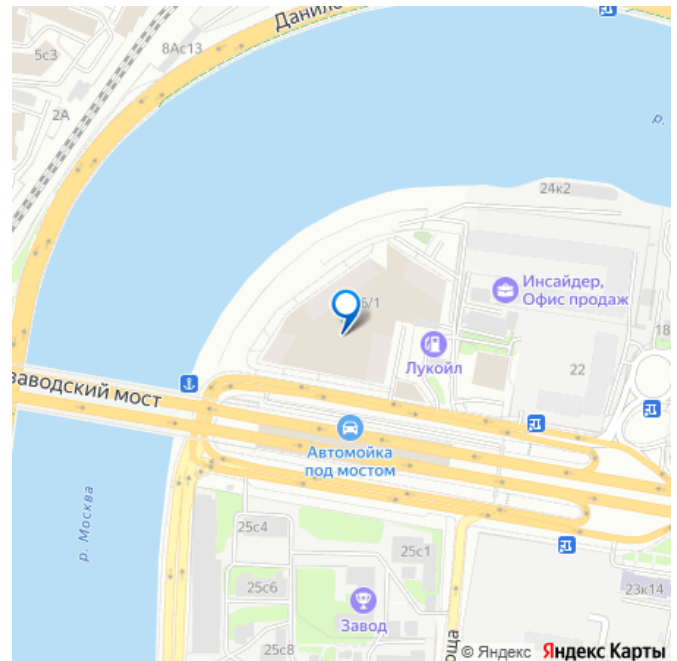 Данило
8Ас13
5с3
2А
р.
24к2
5/1
Инсайдер,
Офис продаж
18
Лукойл
22
заводский мост
Автомойка
под мостом
р. Москва
25с4
25с1
25с6
23к14
Завод
25с8
оща
© Яндекс Яндекс Карты